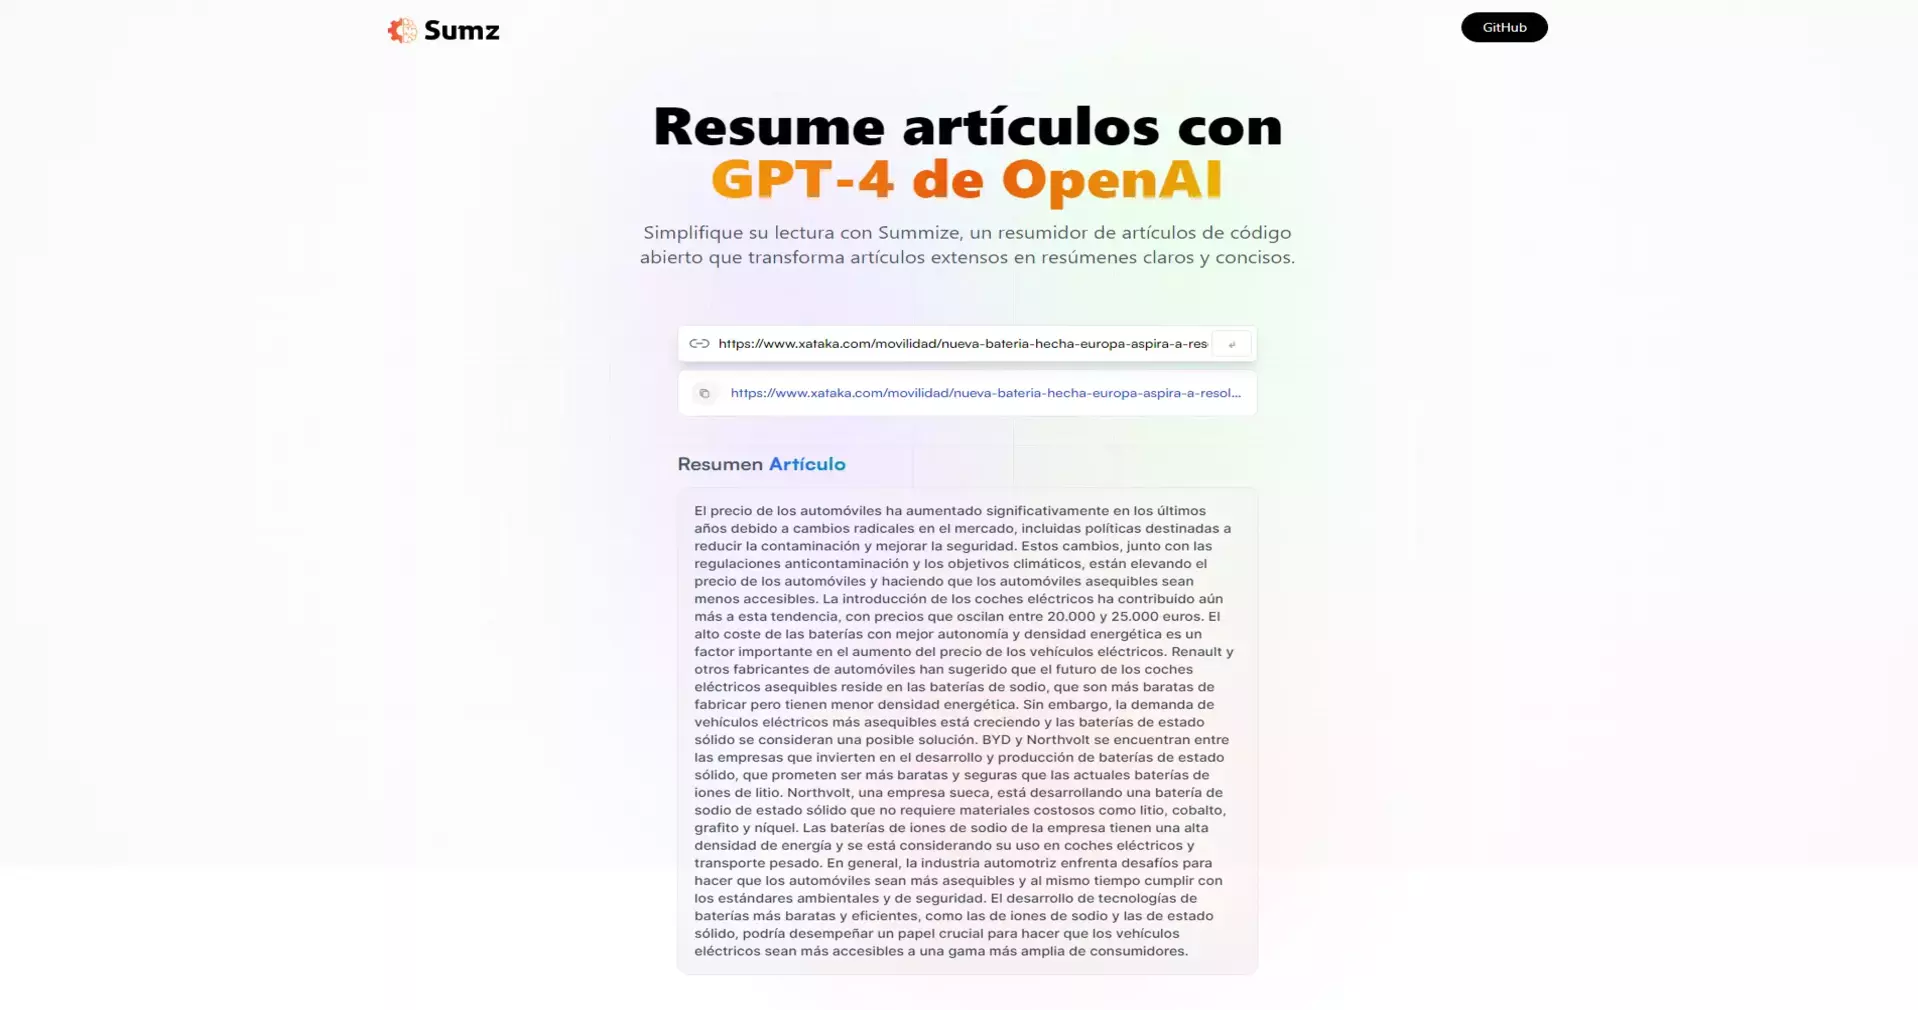 Sumz
GitHub
Resume artículos con
GPT-4 de OpenAI
Simplifique su lectura con Summize, un resumidor de artículos de código
abierto que transforma artículos extensos en resúmenes claros y concisos.
https://www.xataka.com/movilidad/nueva-bateria-hecha-europa-aspira-a-res
https://www.xataka.com/movilidad/nueva-bateria-hecha-europa-aspira-a-resol...
Resumen Artículo
El precio de los automóviles ha aumentado significativamente en los últimos
años debido a cambios radicales en el mercado, incluidas políticas destinadas a
reducir la contaminación y mejorar la seguridad. Estos cambios, junto con las
regulaciones anticontaminación y los objetivos climáticos, están elevando el
precio de los automóviles y haciendo que los automóviles asequibles sean
menos accesibles. La introducción de los coches eléctricos ha contribuido aún
más a esta tendencia, con precios que oscilan entre 20.000 y 25.000 euros. El
alto coste de las baterías con mejor autonomía y densidad energética es un
factor importante en el aumento del precio de los vehículos eléctricos. Renault y
otros fabricantes de automóviles han sugerido que el futuro de los coches
eléctricos asequibles reside en las baterías de sodio, que son más baratas de
fabricar pero tienen menor densidad energética. Sin embargo, la demanda de
vehículos eléctricos más asequibles está creciendo y las baterías de estado
sólido se consideran una posible solución. BYD y Northvolt se encuentran entre
las empresas que invierten en el desarrollo y producción de baterías de estado
sólido, que prometen ser más baratas y seguras que las actuales baterías de
iones de litio. Northvolt, una empresa sueca, está desarrollando una batería de
sodio de estado sólido que no requiere materiales costosos como litio, cobalto,
grafito y níquel. Las baterías de iones de sodio de la empresa tienen una alta
densidad de energía y se está considerando su uso en coches eléctricos y
transporte pesado. En general, la industria automotriz enfrenta desafíos para
hacer que los automóviles sean más asequibles y al mismo tiempo cumplir con
los estándares ambientales y de seguridad. El desarrollo de tecnologías de
baterías más baratas y eficientes, como las de iones de sodio y las de estado
sólido, podría desempeñar un papel crucial para hacer que los vehículos
eléctricos sean más accesibles a una gama más amplia de consumidores.